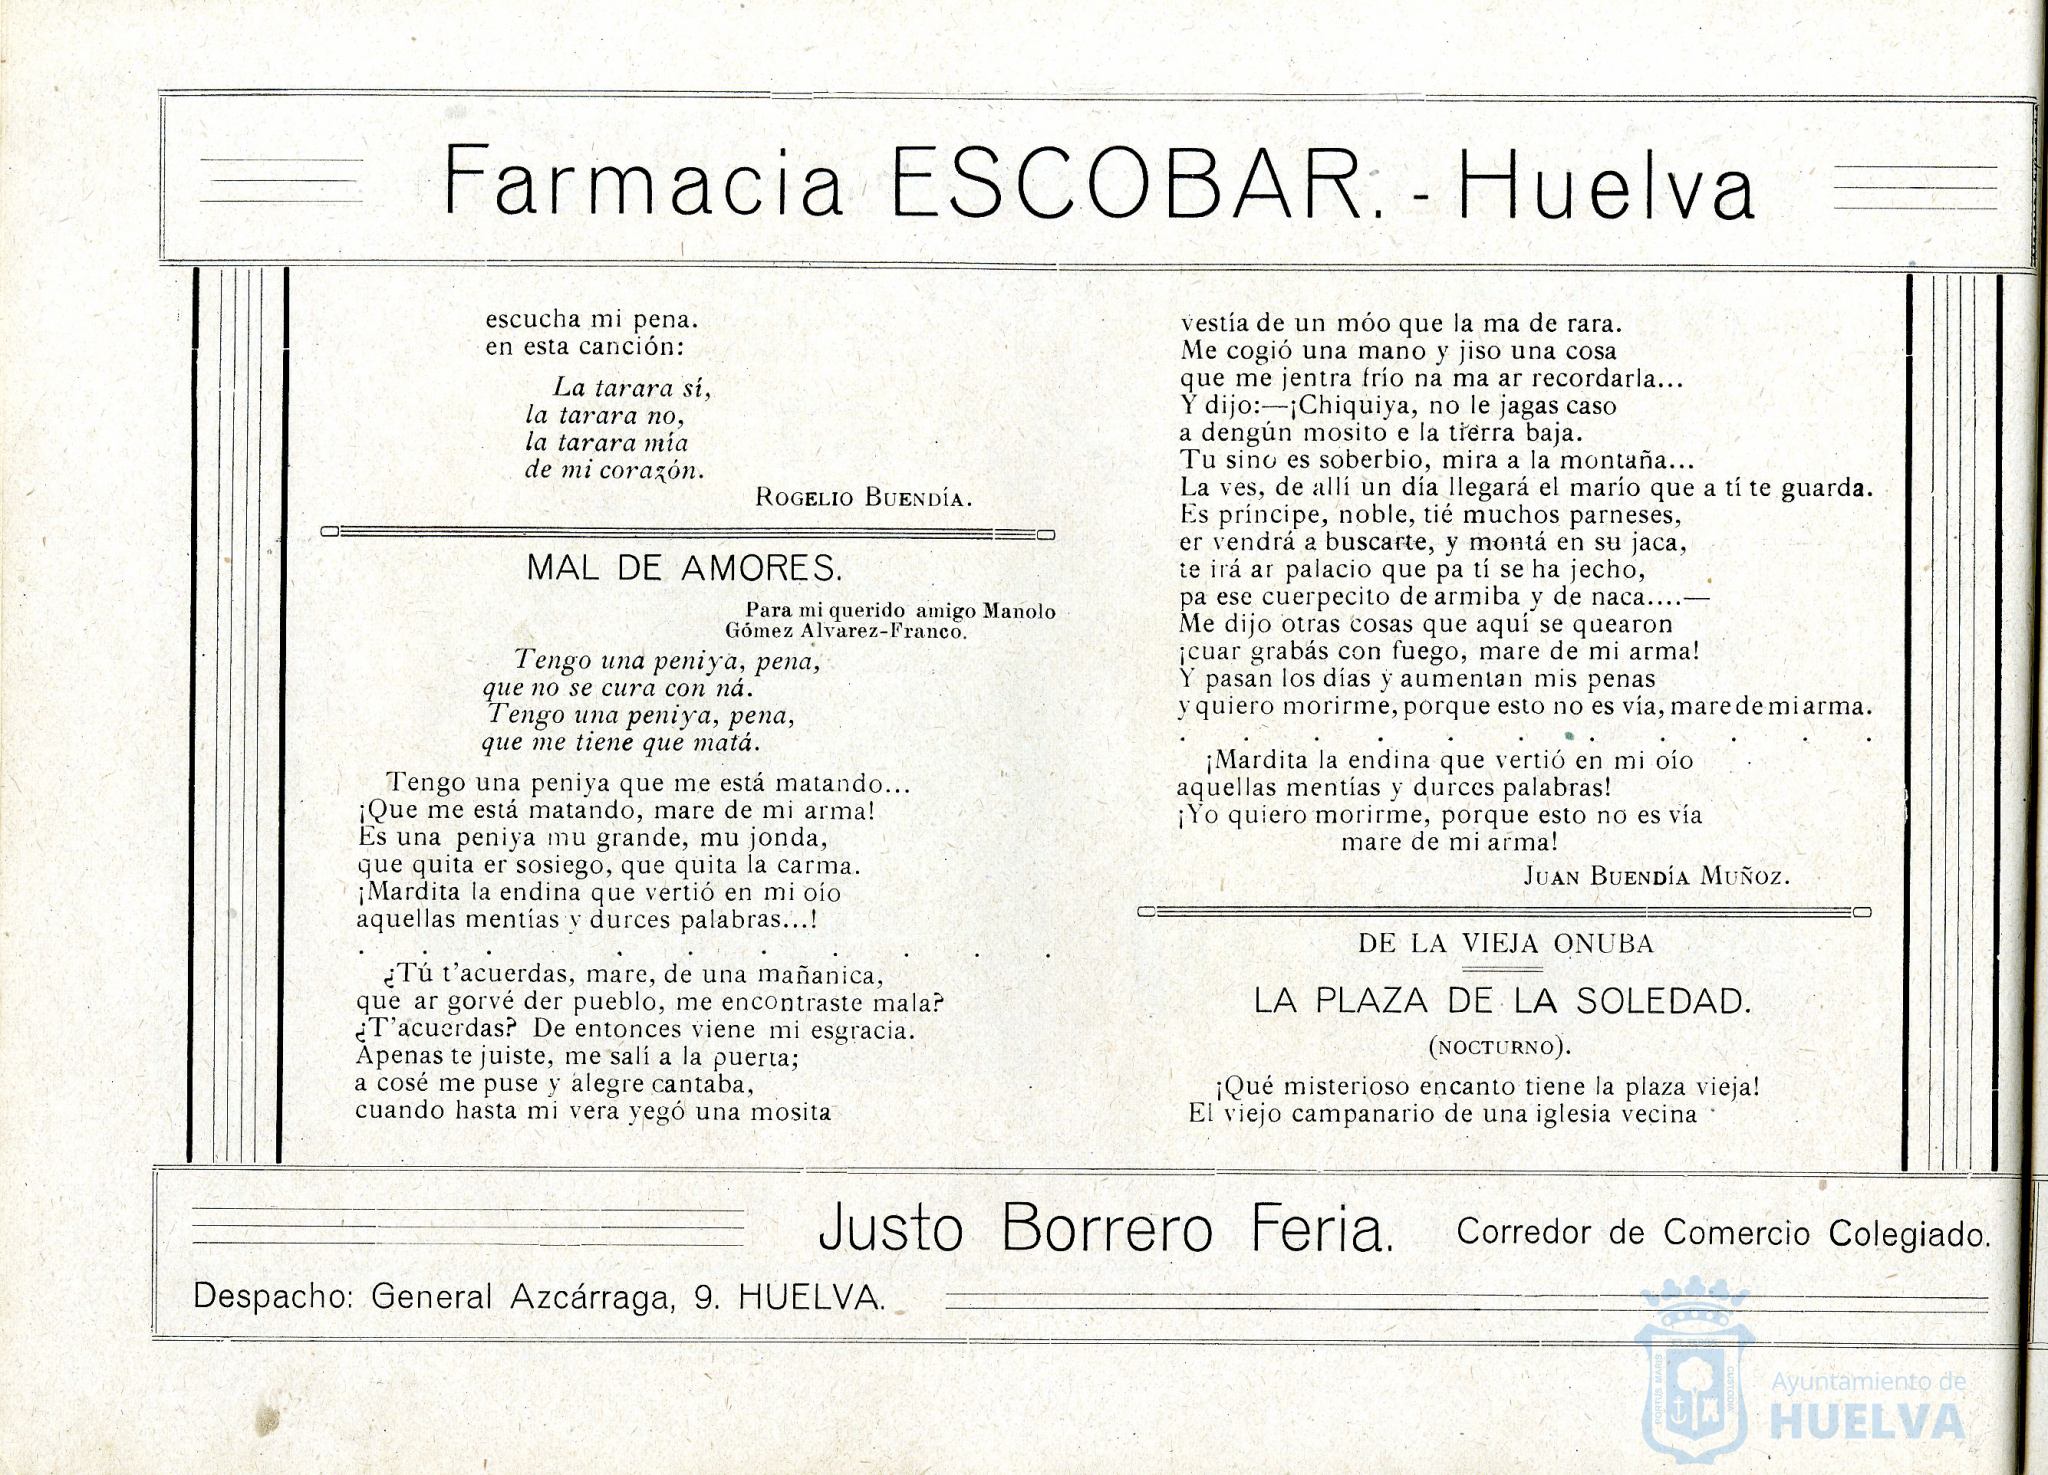 Farmacia ESCOBAR. - Huelva
escucha mi pena.
en esta canción:
La tarara sí,
la tarara no,
la tarara mía
de mi corazón.
ROGELIO BUENDÍA.
MAL DE AMORES.
Para mi querido amigo Manolo
Gómez Alvarez-Franco.
Tengo una peniya, pena,
que no se cura con ná.
Tengo una peniya, pena,
que me tiene que matá.
Tengo una peniya que me está matando...
¡Que me está matando, mare de mi arma!
Es una peniya mu grande, mu jonda,
que quita er sosiego, que quita la carma.
¡Mardita la endina que vertió en mi oío
aquellas mentías y durces palabras...!
. . . . . . . . . . .
¿Tú t'acuerdas, mare, de una mañanica,
que ar gorvé der pueblo, me encontraste mala?
¿T'acuerdas? De entonces viene mi esgracia.
Apenas te juiste, me salí a la puerta;
a cosé me puse y alegre cantaba,
cuando hasta mi vera yegó una mosita
vestía de un móo que la ma de rara.
Me cogió una mano y jiso una cosa
que me jentra frío na ma ar recordarla...
Y dijo:—¡Chiquiya, no le jagas caso
a dengún mosito e la tierra baja.
Tu sino es soberbio, mira a la montaña...
La ves, de allí un día llegará el marío que a tí te guarda.
Es príncipe, noble, tié muchos parneses,
er vendrá a buscarte, y montá en su jaca,
te irá ar palacio que pa tí se ha jecho,
pa ese cuerpecito de armiba y de naca....—
Me dijo otras cosas que aquí se quearon
¡cuar grabás con fuego, mare de mi arma!
Y pasan los días y aumentan mis penas
y quiero morirme, porque esto no es vía, mare de mi arma.
. . . . . . . . . . .
¡Mardita la endina que vertió en mi oío
aquellas mentías y durces palabras!
¡Yo quiero morirme, porque esto no es vía
mare de mi arma!
JUAN BUENDÍA MUÑOZ.
DE LA VIEJA ONUBA
LA PLAZA DE LA SOLEDAD.
(NOCTURNO).
¡Qué misterioso encanto tiene la plaza vieja!
El viejo campanario de una iglesia vecina
Justo Borrero Feria. Corredor de Comercio Colegiado.
Despacho: General Azcárraga, 9. HUELVA.
PORTUS MARIS
CUSTODIA
Ayuntamiento de
HUELVA